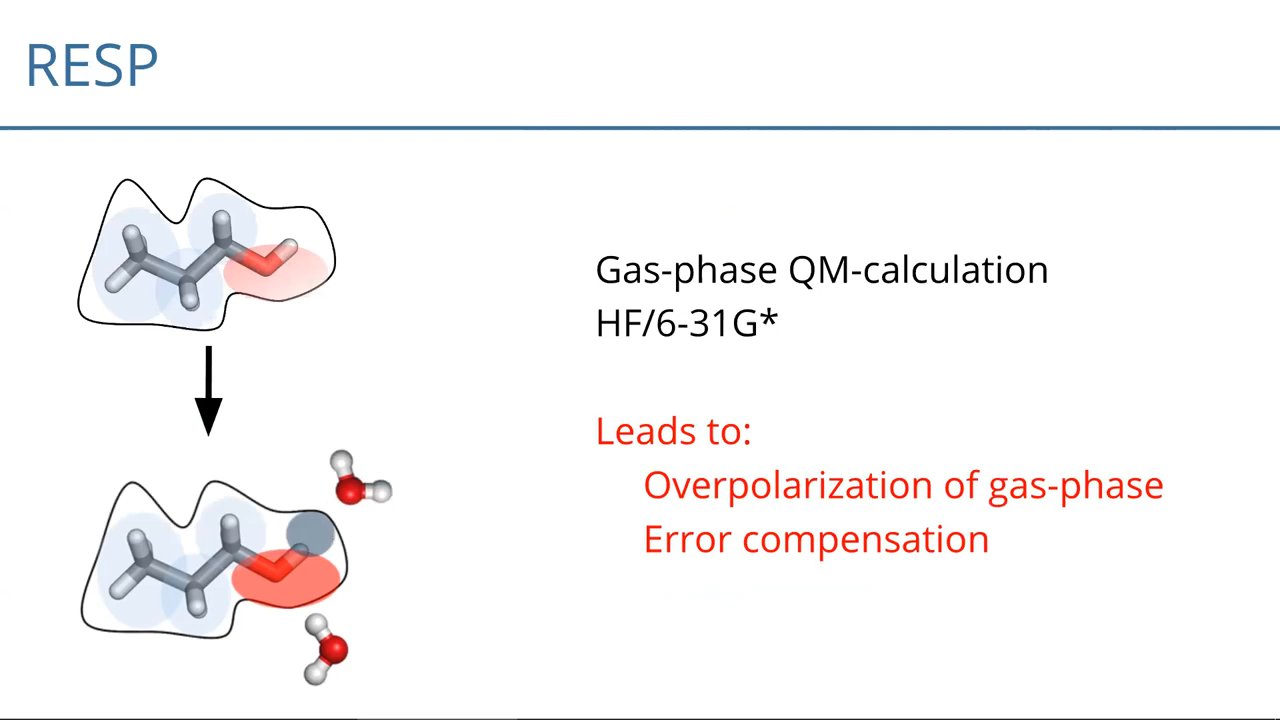 RESP
Gas-phase QM-calculation
HF/6-31G*
Leads to:
Overpolarization of gas-phase
Error compensation